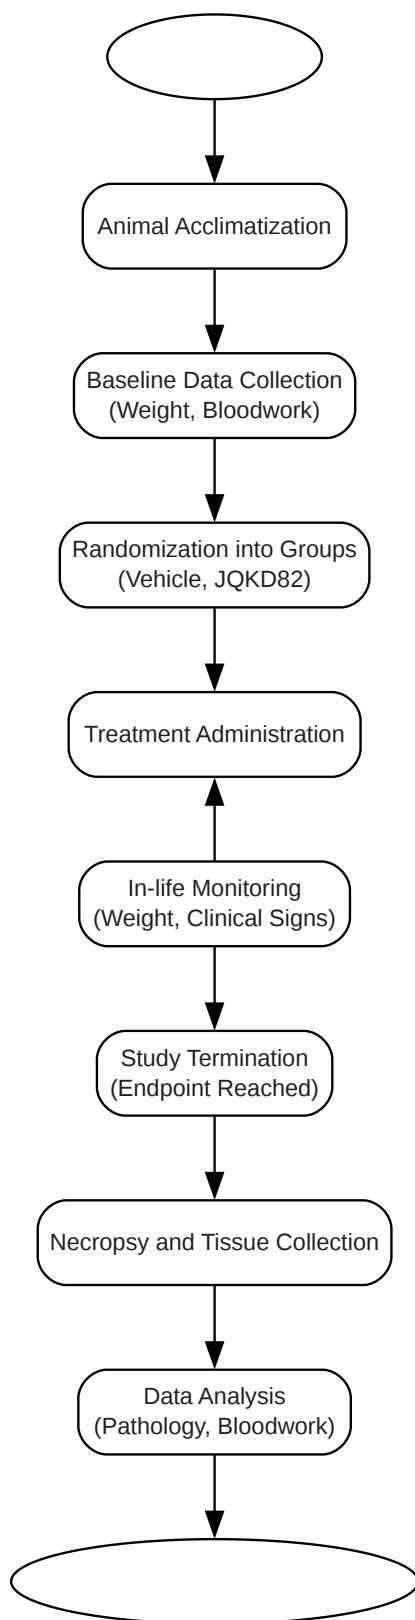 Animal Acclimatization
Baseline Data Collection
(Weight, Bloodwork)
Randomization into Groups
(Vehicle, JQKD82)
Treatment Administration
In-life Monitoring
(Weight, Clinical Signs)
Study Termination
(Endpoint Reached)
Necropsy and Tissue Collection
Data Analysis
(Pathology, Bloodwork)